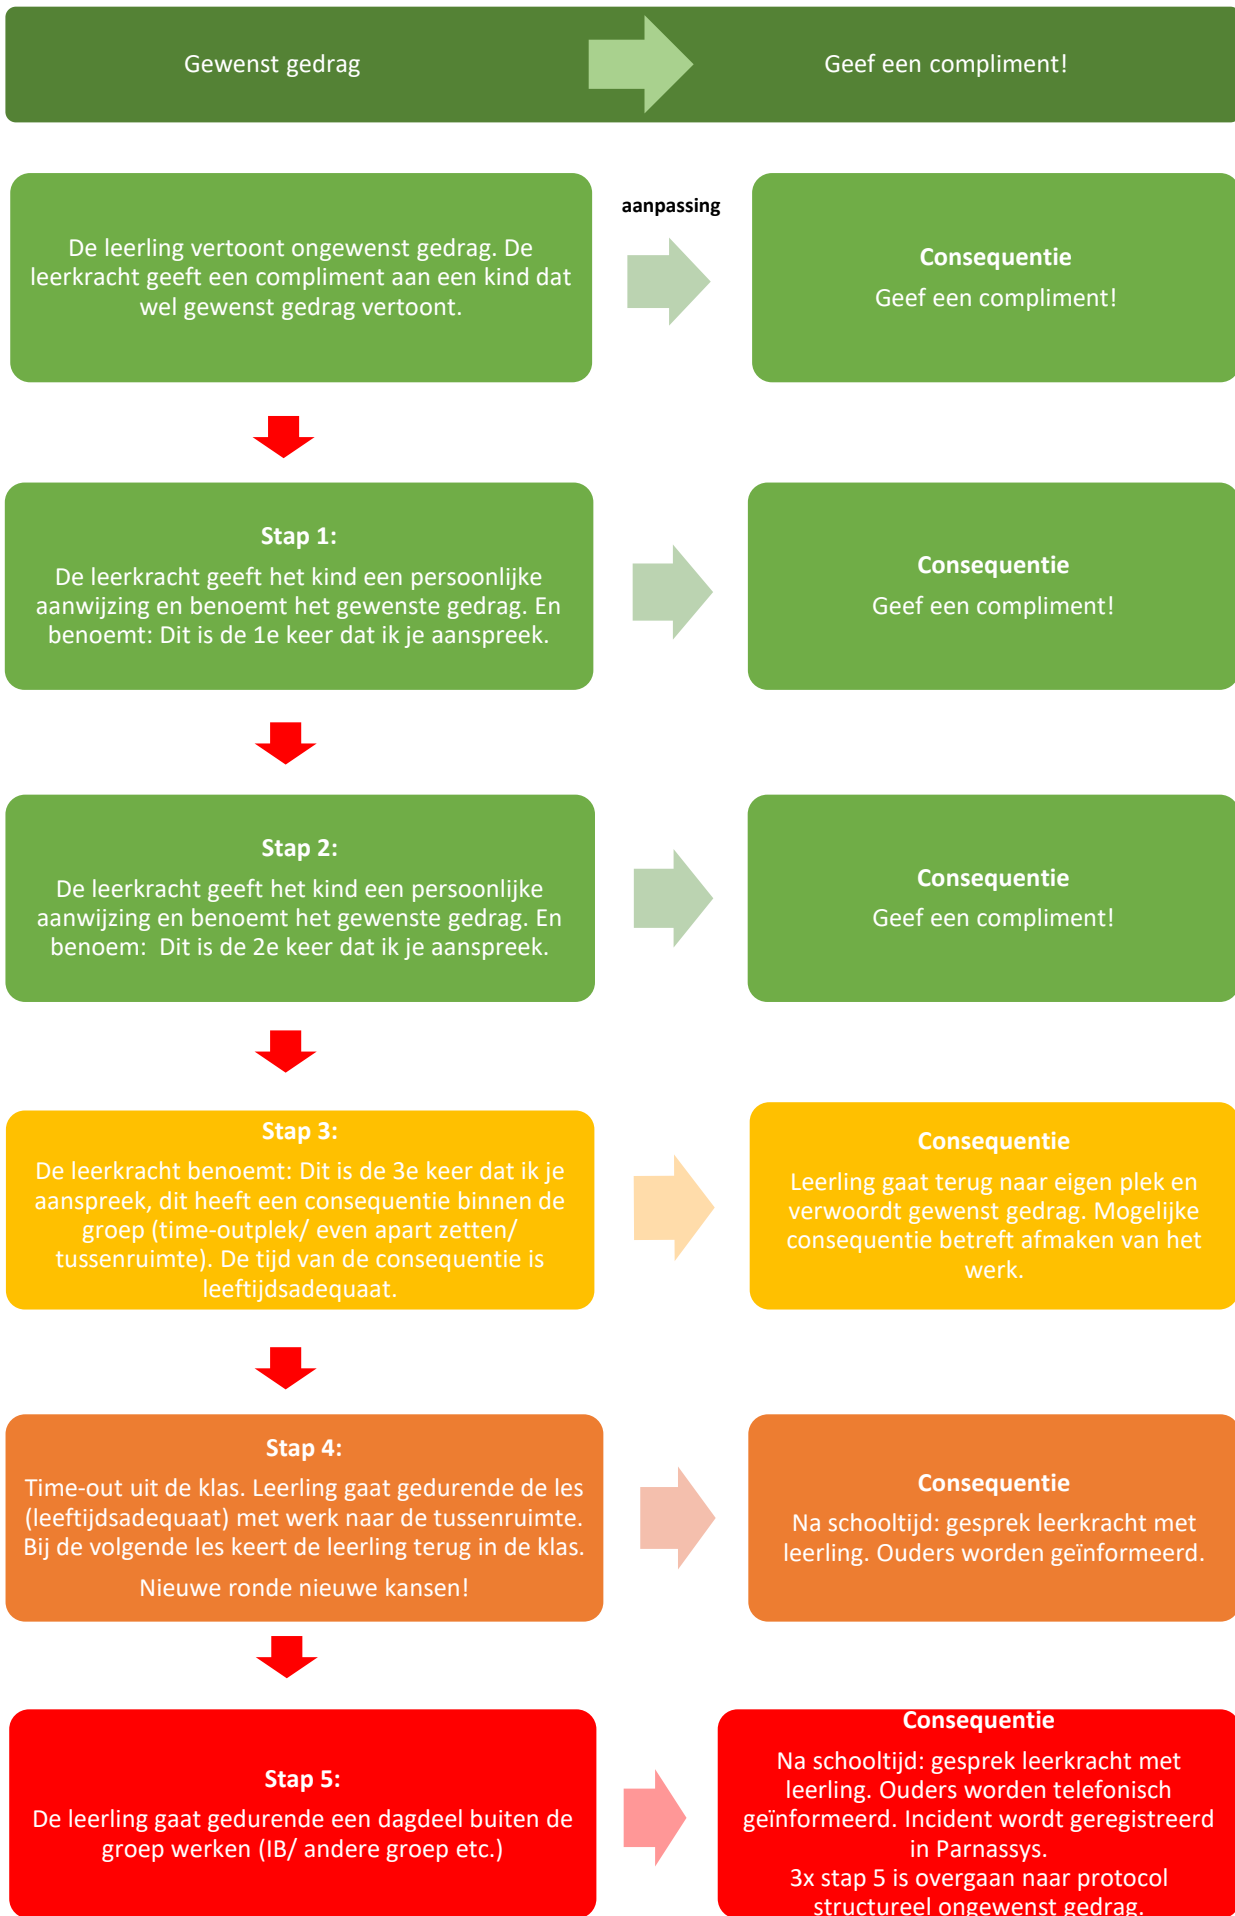 Gewenst gedrag
Geef een compliment!
De leerling vertoont ongewenst gedrag. De
leerkracht geeft een compliment aan een kind dat
wel gewenst gedrag vertoont.
aanpassing
Consequentie
Geef een compliment!
Stap 1:
De leerkracht geeft het kind een persoonlijke
aanwijzing en benoemt het gewenste gedrag. En
benoemt: Dit is de 1e keer dat ik je aanspreek.
Consequentie
Geef een compliment!
Stap 2:
De leerkracht geeft het kind een persoonlijke
aanwijzing en benoemt het gewenste gedrag. En
benoem:  Dit is de 2e keer dat ik je aanspreek.
Consequentie
Geef een compliment!
Stap 3:
De leerkracht benoemt: Dit is de 3e keer dat ik je
aanspreek, dit heeft een consequentie binnen de
groep (time-outplek/ even apart zetten/
tussenruimte). De tijd van de consequentie is
leeftijdsadequaat.
Consequentie
Leerling gaat terug naar eigen plek en
verwoordt gewenst gedrag. Mogelijke
consequentie betreft afmaken van het
werk.
Stap 4:
Time-out uit de klas. Leerling gaat gedurende de les
(leeftijdsadequaat) met werk naar de tussenruimte.
Bij de volgende les keert de leerling terug in de klas.
Nieuwe ronde nieuwe kansen!
Consequentie
Na schooltijd: gesprek leerkracht met
leerling. Ouders worden geïnformeerd.
Stap 5:
De leerling gaat gedurende een dagdeel buiten de
groep werken (IB/ andere groep etc.)
Consequentie
Na schooltijd: gesprek leerkracht met
leerling. Ouders worden telefonisch
geïnformeerd. Incident wordt geregistreerd
in Parnassys.
3x stap 5 is overgaan naar protocol
structureel ongewenst gedrag.